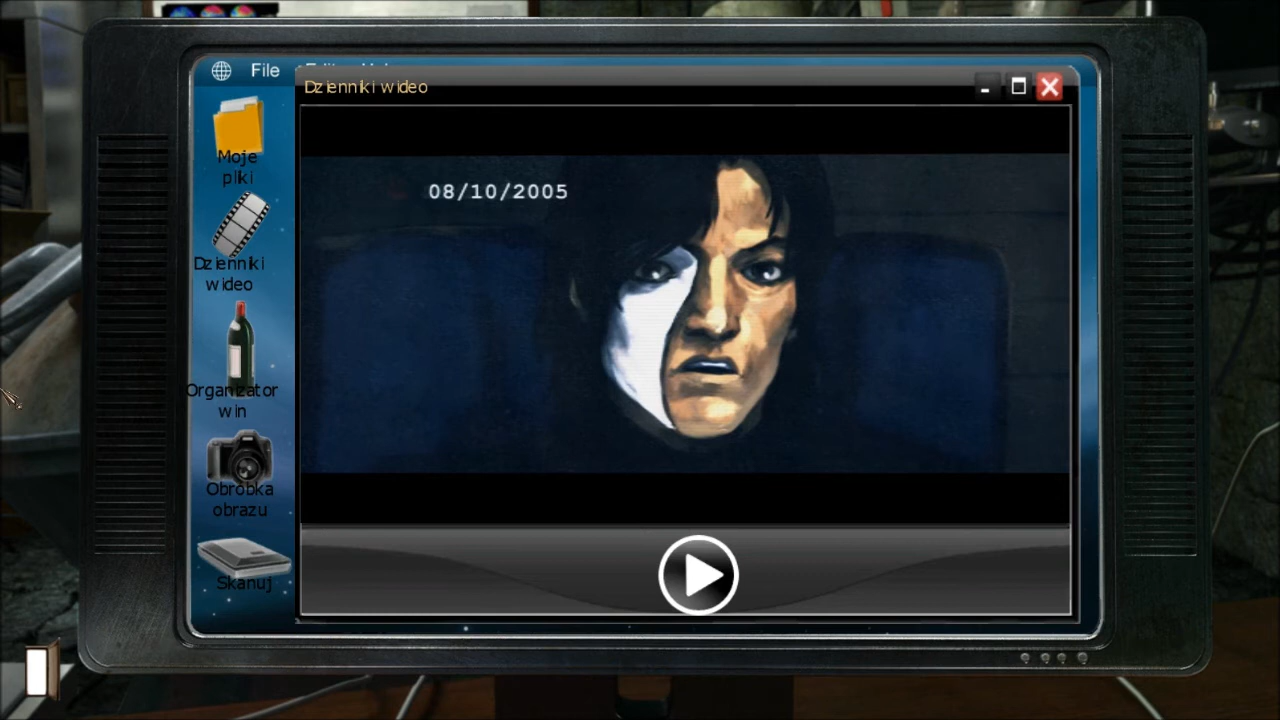 File
Dzienniki wideo
08/10/2005
Moje
pliki
Dzienniki
wideo
Organizator
win
Obróbka
obrazu
Skanuj